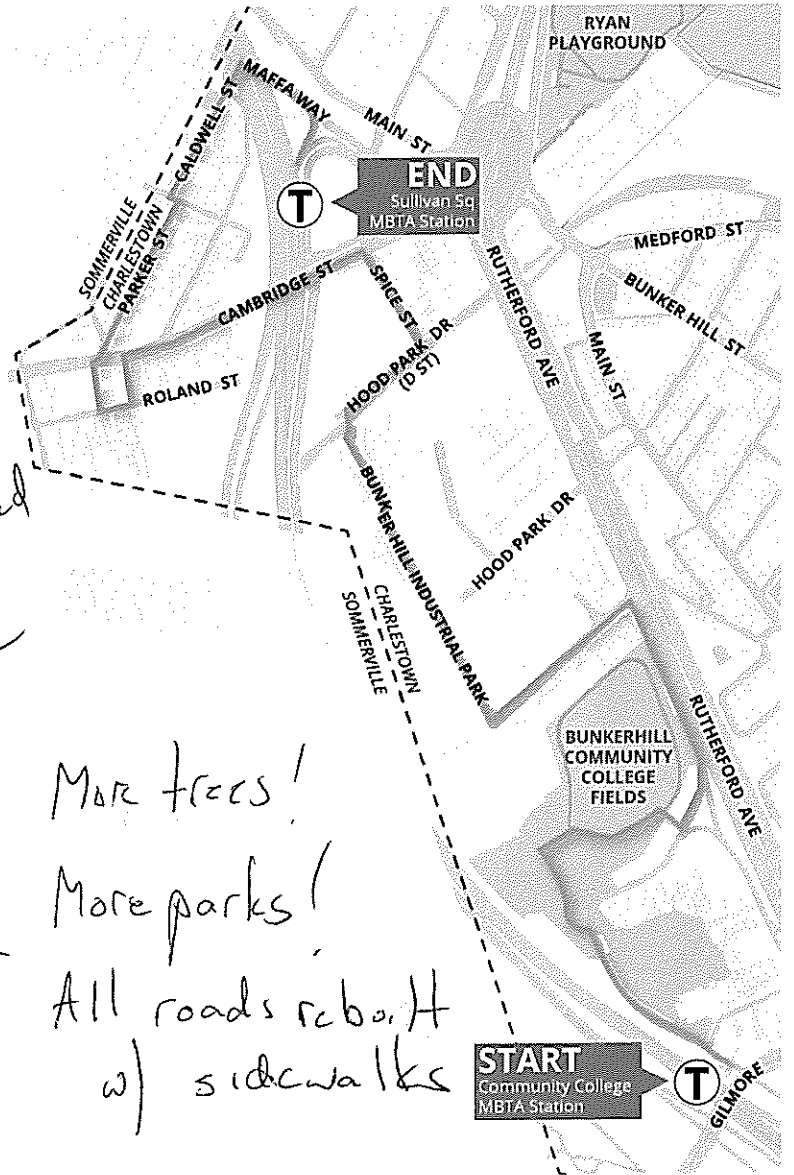 RYAN
PLAYGROUND
MAFFA WAY
MAIN ST
CALDWELL ST
END
Sullivan Sq
MBTA Station
T
SOMMERVILLE
CHARLESTOWN
PARKER ST
MEDFORD ST
CAMBRIDGE ST
SPICE ST
RUTHERFORD AVE
BUNKER HILL ST
HOOD PARK DR
(D ST)
MAIN ST
ROLAND ST
BUNKER HILL INDUSTRIAL PARK
HOOD PARK DR
CHARLESTOWN
SOMMERVILLE
RUTHERFORD AVE
BUNKERHILL
COMMUNITY
COLLEGE
FIELDS
More trees!
More parks!
All roads rebuilt
w/ sidewalks
START
Community College
MBTA Station
T
GILMORE